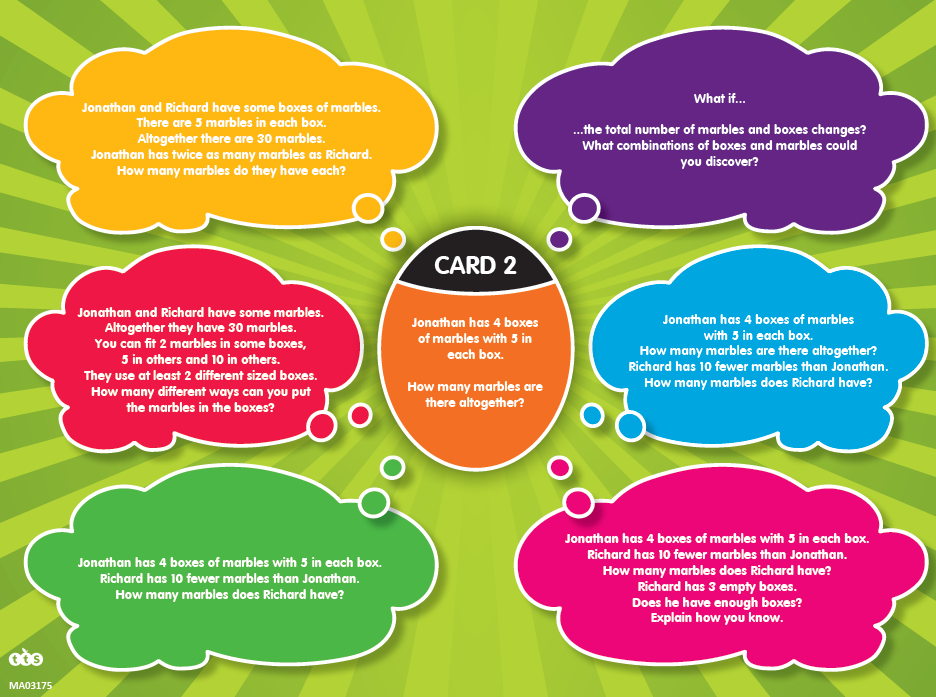 Jonathan and Richard have some boxes of marbles.
There are 5 marbles in each box.
Altogether there are 30 marbles.
Jonathan has twice as many marbles as Richard.
How many marbles do they have each?
What if...
...the total number of marbles and boxes changes?
What combinations of boxes and marbles could
you discover?
CARD 2
Jonathan has 4 boxes
of marbles with 5 in
each box.
How many marbles are
there altogether?
Jonathan and Richard have some marbles.
Altogether they have 30 marbles.
You can fit 2 marbles in some boxes,
5 in others and 10 in others.
They use at least 2 different sized boxes.
How many different ways can you put
the marbles in the boxes?
Jonathan has 4 boxes of marbles
with 5 in each box.
How many marbles are there altogether?
Richard has 10 fewer marbles than Jonathan.
How many marbles does Richard have?
Jonathan has 4 boxes of marbles with 5 in each box.
Richard has 10 fewer marbles than Jonathan.
How many marbles does Richard have?
Jonathan has 4 boxes of marbles with 5 in each box.
Richard has 10 fewer marbles than Jonathan.
How many marbles does Richard have?
Richard has 3 empty boxes.
Does he have enough boxes?
Explain how you know.
tts
MA03175